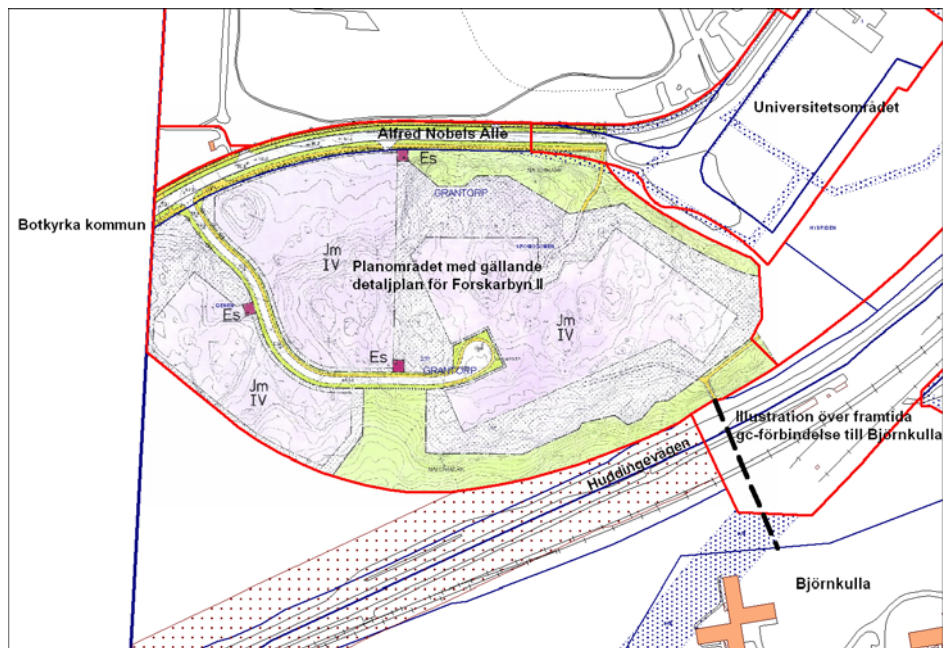 Universitetsområdet
Alfred Nobels Alle
Es
GRANTORP
Botkyrka kommun
Jm
IV
Planområdet med gällande
detaljplan för Forskarbyn II
Es
Jm
IV
Es
GRANTORP
Jm
IV
Illustration över framtida
gc-förbindelse till Björnkulla
Huddingevägen
Björnkulla